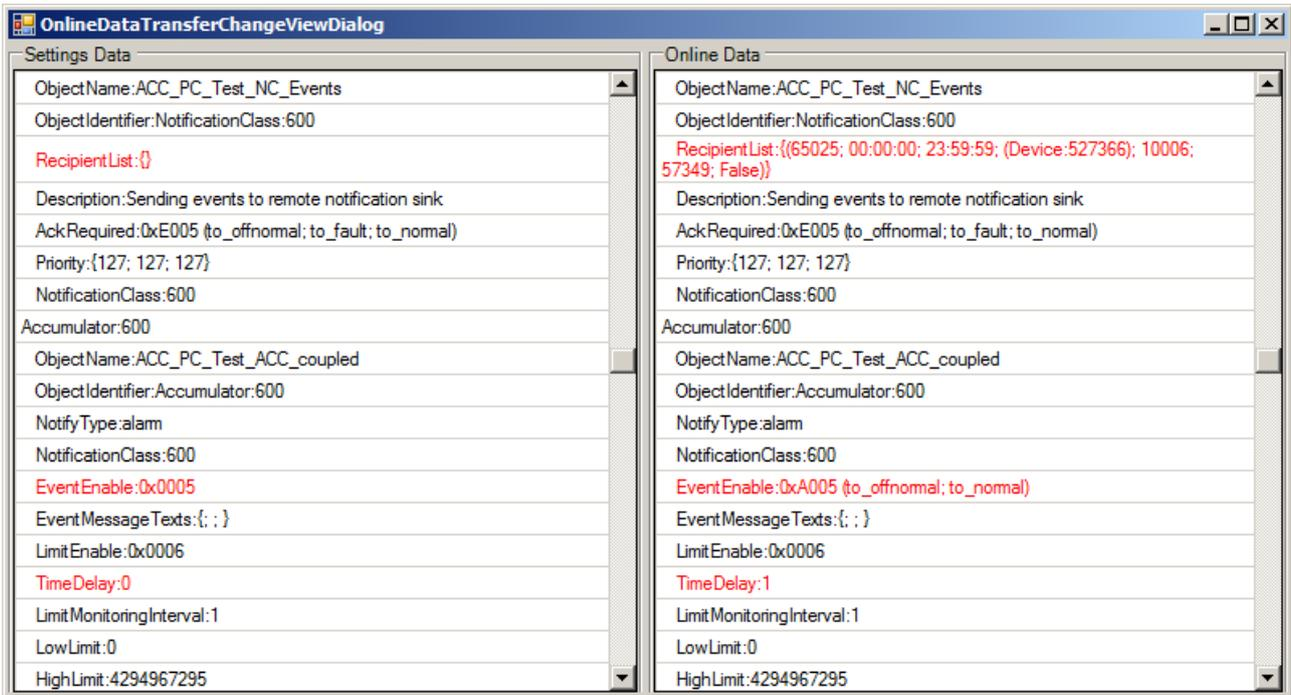 OnlineDataTransferChangeViewDialog
Settings Data
ObjectName:ACC_PC_Test_NC_Events
ObjectIdentifier:NotificationClass:600
RecipientList:{}
Description:Sending events to remote notification sink
AckRequired:0xE005 (to_offnormal; to_fault; to_normal)
Priority:{127; 127; 127}
NotificationClass:600
Accumulator:600
ObjectName:ACC_PC_Test_ACC_coupled
ObjectIdentifier:Accumulator:600
NotifyType:alarm
NotificationClass:600
EventEnable:0x0005
EventMessageTexts:{; ; }
LimitEnable:0x0006
TimeDelay:0
LimitMonitoringInterval:1
LowLimit:0
HighLimit:4294967295
Online Data
ObjectName:ACC_PC_Test_NC_Events
ObjectIdentifier:NotificationClass:600
RecipientList:{(65025; 00:00:00; 23:59:59; (Device:527366); 10006;
57349; False)}
Description:Sending events to remote notification sink
AckRequired:0xE005 (to_offnormal; to_fault; to_normal)
Priority:{127; 127; 127}
NotificationClass:600
Accumulator:600
ObjectName:ACC_PC_Test_ACC_coupled
ObjectIdentifier:Accumulator:600
NotifyType:alarm
NotificationClass:600
EventEnable:0xA005 (to_offnormal; to_normal)
EventMessageTexts:{; ; }
LimitEnable:0x0006
TimeDelay:1
LimitMonitoringInterval:1
LowLimit:0
HighLimit:4294967295